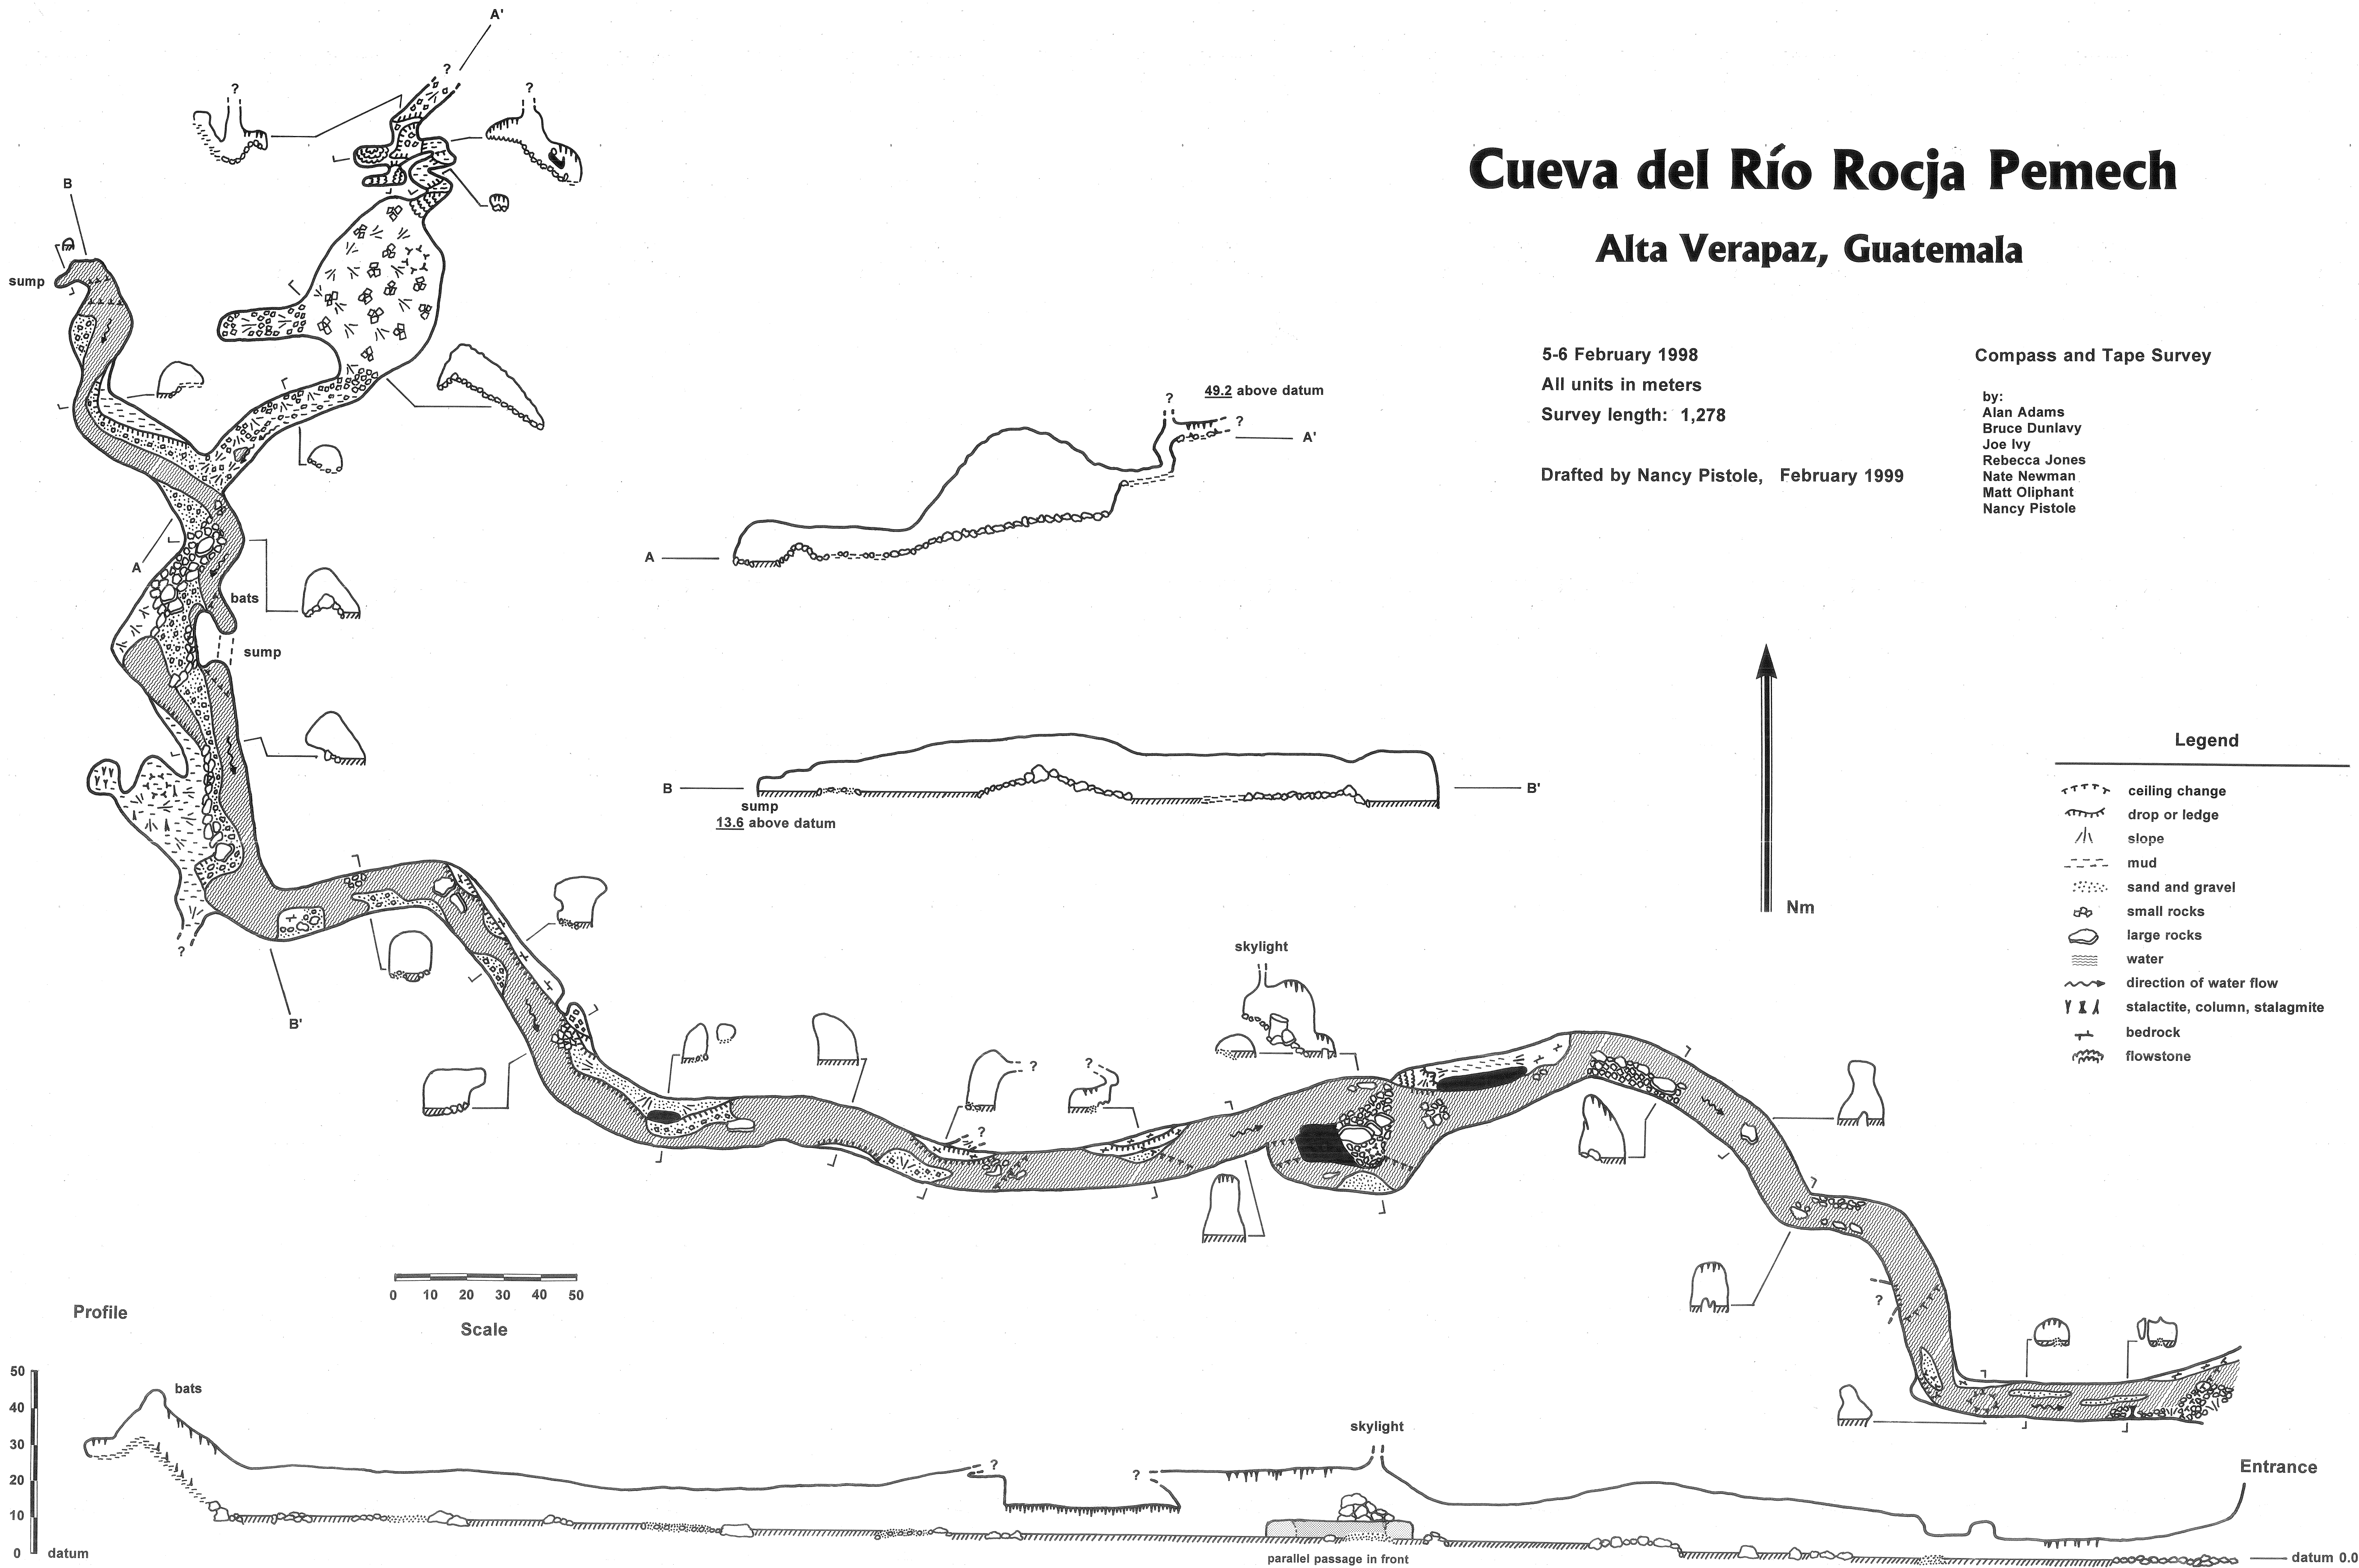 Cueva del Río Rocja Pemech
Alta Verapaz, Guatemala
5-6 February 1998
All units in meters
Survey length: 1,278
Drafted by Nancy Pistole, February 1999
Compass and Tape Survey
by:
Alan Adams
Bruce Dunlavy
Joe Ivy
Rebecca Jones
Nate Newman
Matt Oliphant
Nancy Pistole
A'
?
?
?
B
sump
A
bats
sump
?
B'
49.2 above datum
?
?
A
A'
B
B'
sump
13.6 above datum
Nm
Legend
ceiling change
drop or ledge
slope
mud
sand and gravel
small rocks
large rocks
water
direction of water flow
stalactite, column, stalagmite
bedrock
flowstone
skylight
?
?
?
?
0 10 20 30 40 50
Scale
Profile
50
40
30
20
10
0 datum
bats
?
?
skylight
parallel passage in front
Entrance
datum 0.0